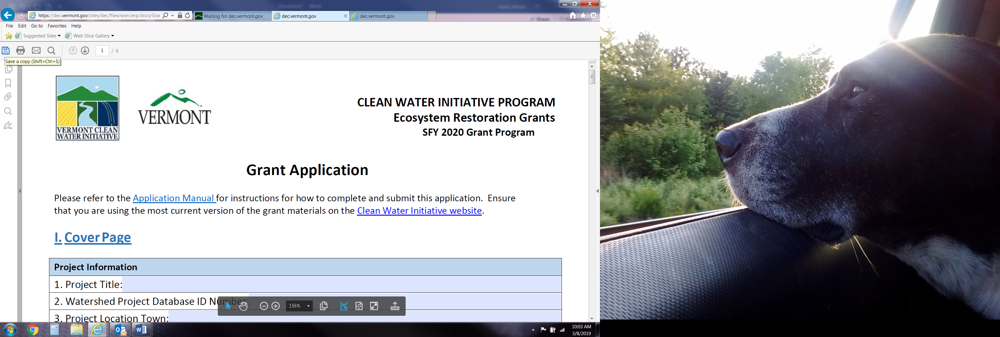 https://dec.vermont.gov/sites/dec/files/wsm/erp/docs/Grar
Waiting for dec.vermont.gov
dec.vermont.gov
dec.vermont.gov
File Edit Go to Favorites Help
Suggested Sites Web Slice Gallery
1 / 6
Save a copy (Shift+Ctrl+S)
VERMONT CLEAN
WATER INITIATIVE
VERMONT
CLEAN WATER INITIATIVE PROGRAM
Ecosystem Restoration Grants
SFY 2020 Grant Program
Grant Application
Please refer to the Application Manual for instructions for how to complete and submit this application. Ensure
that you are using the most current version of the grant materials on the Clean Water Initiative website.
I. Cover Page
Project Information
1. Project Title:
2. Watershed Project Database ID Number:
156%
3. Project Location Town:
10:03 AM
3/8/2019